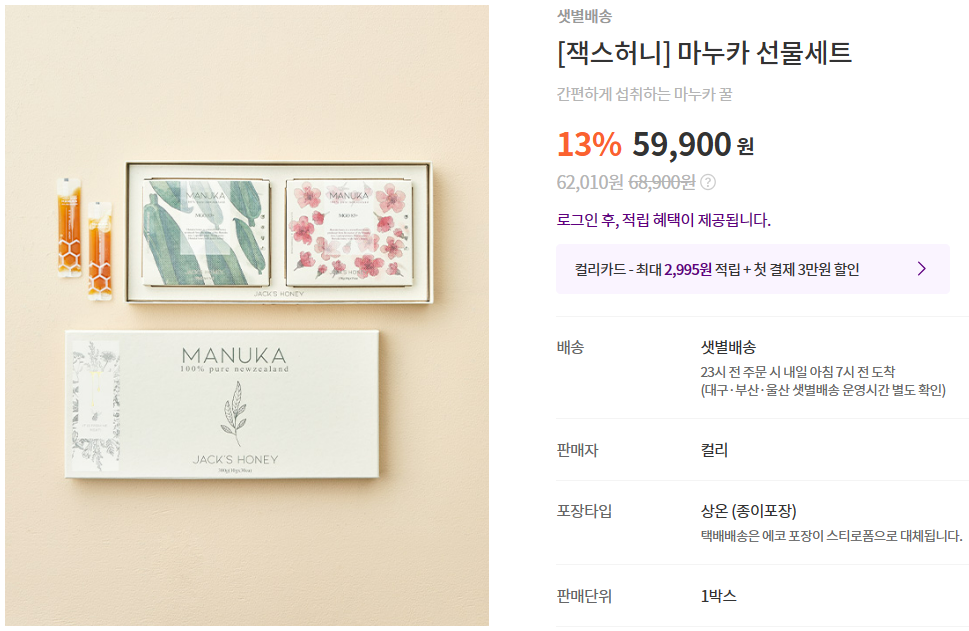 샛별배송
[잭스허니] 마누카 선물세트
간편하게 섭취하는 마누카 꿀
13% 59,900 원
62,010원 68,900원 ?
로그인 후, 적립 혜택이 제공됩니다.
컬리카드 - 최대 2,995원 적립 + 첫 결제 3만원 할인
배송
샛별배송
23시 전 주문 시 내일 아침 7시 전 도착
(대구·부산·울산 샛별배송 운영시간 별도 확인)
판매자
컬리
포장타입
상온 (종이포장)
택배배송은 에코 포장이 스티로폼으로 대체됩니다.
판매단위
1박스
MANUKA
MANUKA
JACK'S HONEY
MANUKA
100% pure newzealand
JACK'S HONEY